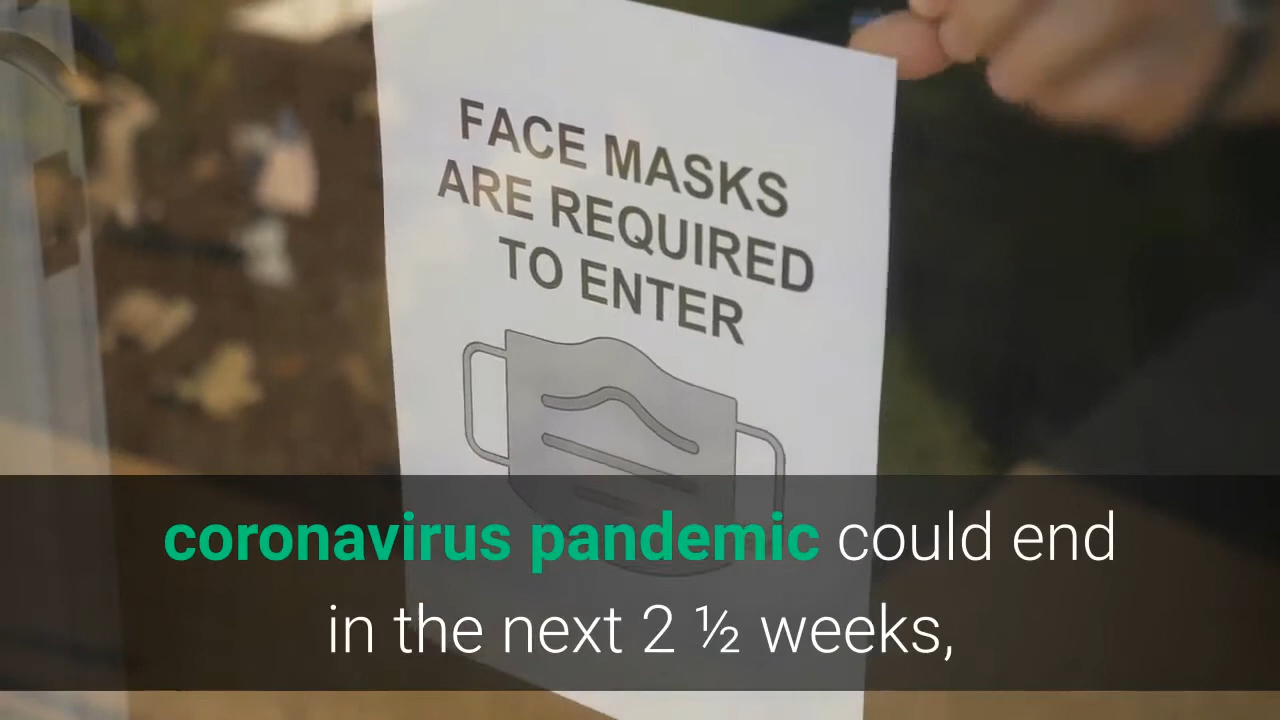 FACE MASKS
ARE REQUIRED
TO ENTER
coronavirus pandemic could end
in the next 2 ½ weeks,